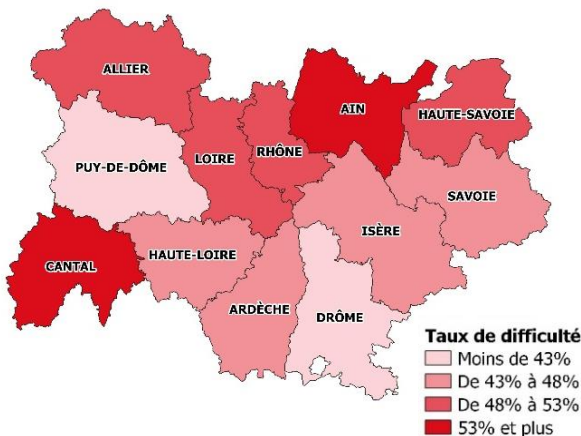 ALLIER
AIN
HAUTE-SAVOIE
PUY-DE-DÔME
LOIRE
RHÔNE
SAVOIE
ISÈRE
CANTAL
HAUTE-LOIRE
ARDÈCHE
DRÔME
Taux de difficulté
Moins de 43%
De 43% à 48%
De 48% à 53%
53% et plus